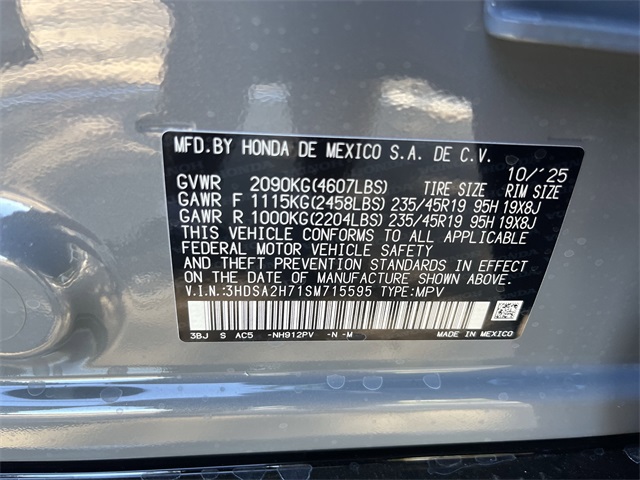 MFD. BY HONDA DE MEXICO S.A. DE C.V.
10/'25
GVWR 2090KG(4607LBS) TIRE SIZE RIM SIZE
GAWR F 1115KG(2458LBS) 235/45R19 95H 19X8J
GAWR R 1000KG(2204LBS) 235/45R19 95H 19X8J
THIS VEHICLE CONFORMS TO ALL APPLICABLE
FEDERAL MOTOR VEHICLE SAFETY
AND THEFT PREVENTION STANDARDS IN EFFECT
ON THE DATE OF MANUFACTURE SHOWN ABOVE.
V.I.N.:3HDSA2H71SM715595 TYPE:MPV
3BJ S AC5 -NH912PV -N -M MADE IN MEXICO